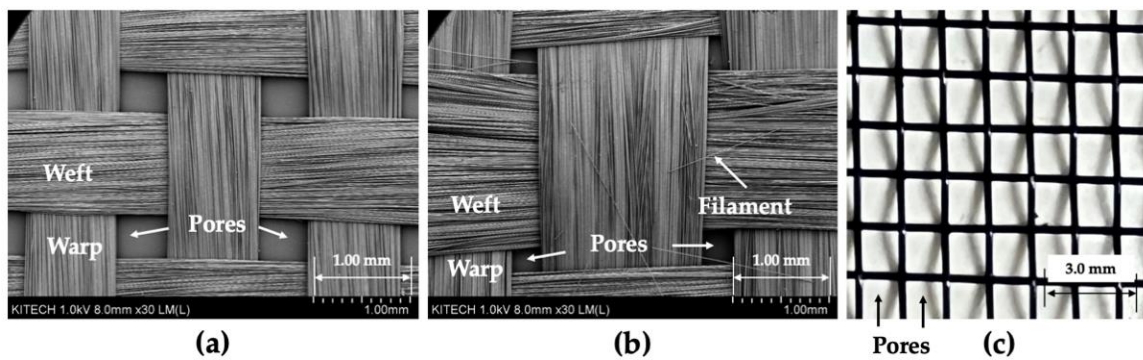 Weft
Warp
Pores
1.00 mm
KITECH 1.0kV 8.0mm x30 LM(L)
1.00mm
(a)
Weft
Filament
Pores
Warp
1.00 mm
KITECH 1.0kV 8.0mm x30 LM(L)
1.00mm
(b)
3.0 mm
Pores
(c)